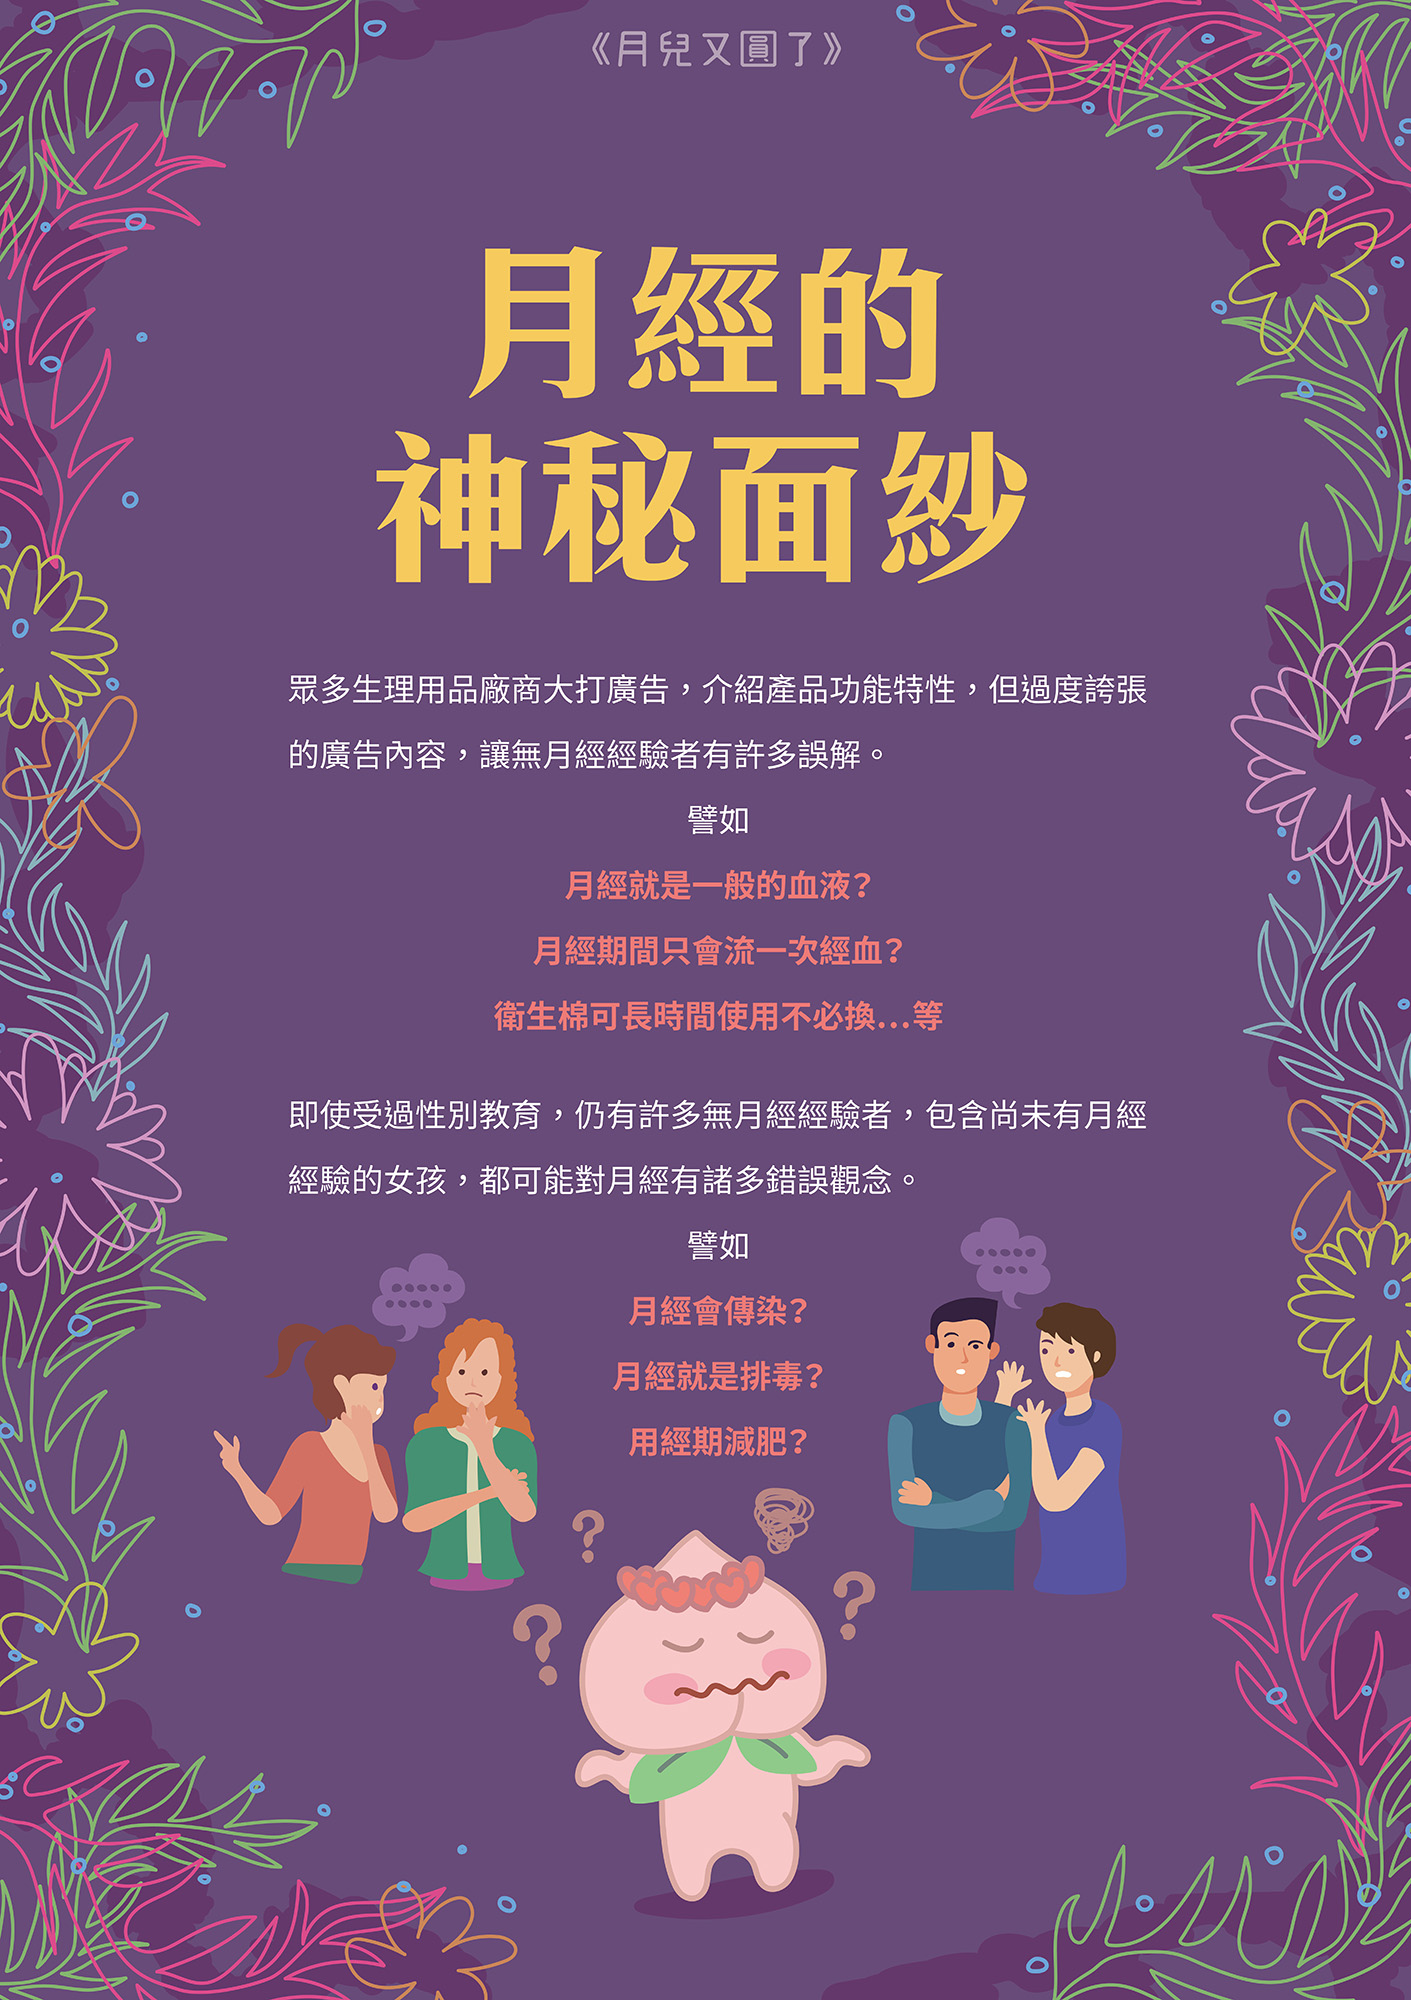 《月兒又圓了》
月經的
神秘面紗
眾多生理用品廠商大打廣告，介紹產品功能特性，但過度誇張
的廣告內容，讓無月經經驗者有許多誤解。
譬如
月經就是一般的血液？
月經期間只會流一次經血？
衛生棉可長時間使用不必換…等
即使受過性別教育，仍有許多無月經經驗者，包含尚未有月經
經驗的女孩，都可能對月經有諸多錯誤觀念。
譬如
月經會傳染？
月經就是排毒？
用經期減肥？